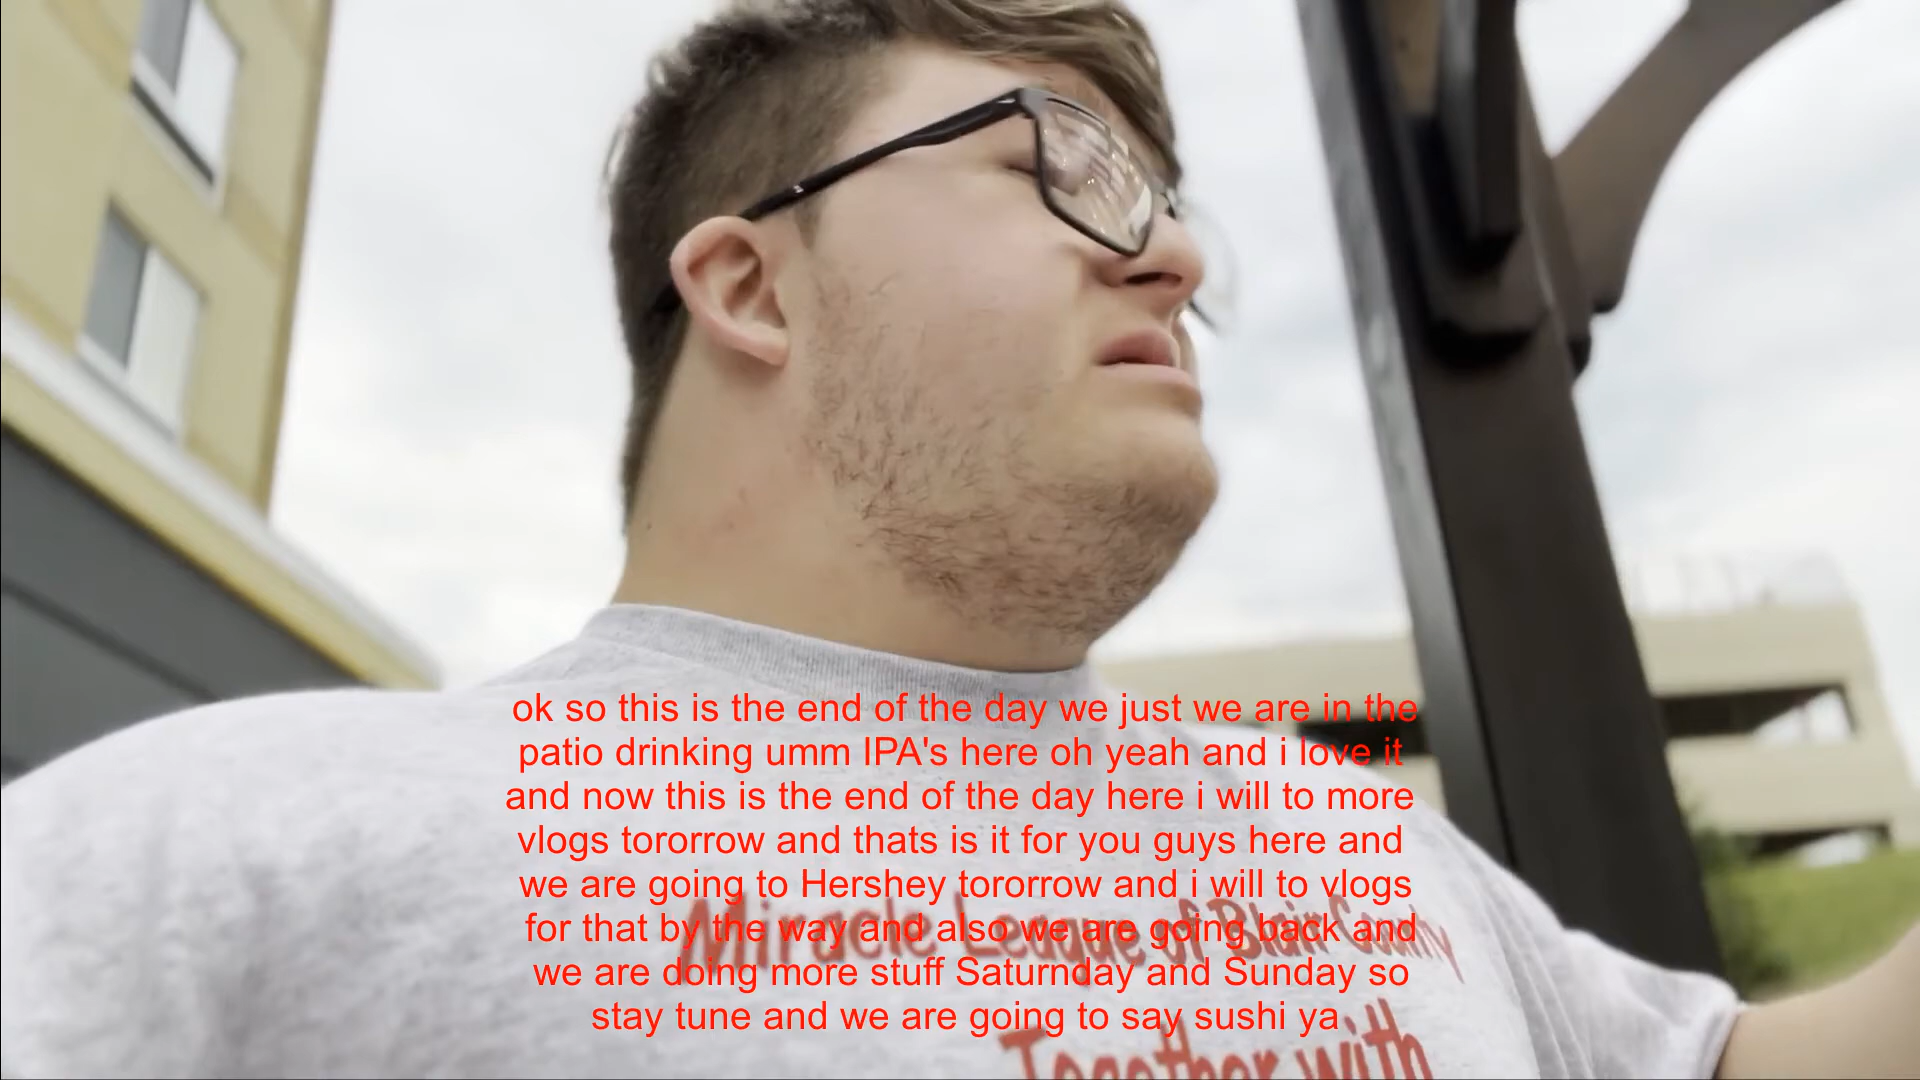 ok so this is the end of the day we just we are in the
patio drinking umm IPA's here oh yeah and i love it
and now this is the end of the day here i will to more
vlogs tororrow and thats is it for you guys here and
we are going to Hershey tororrow and i will to vlogs
for that by the way and also we are going back and
we are doing more stuff Saturnday and Sunday so
stay tune and we are going to say sushi ya
Miracle League of Blair County
Together with